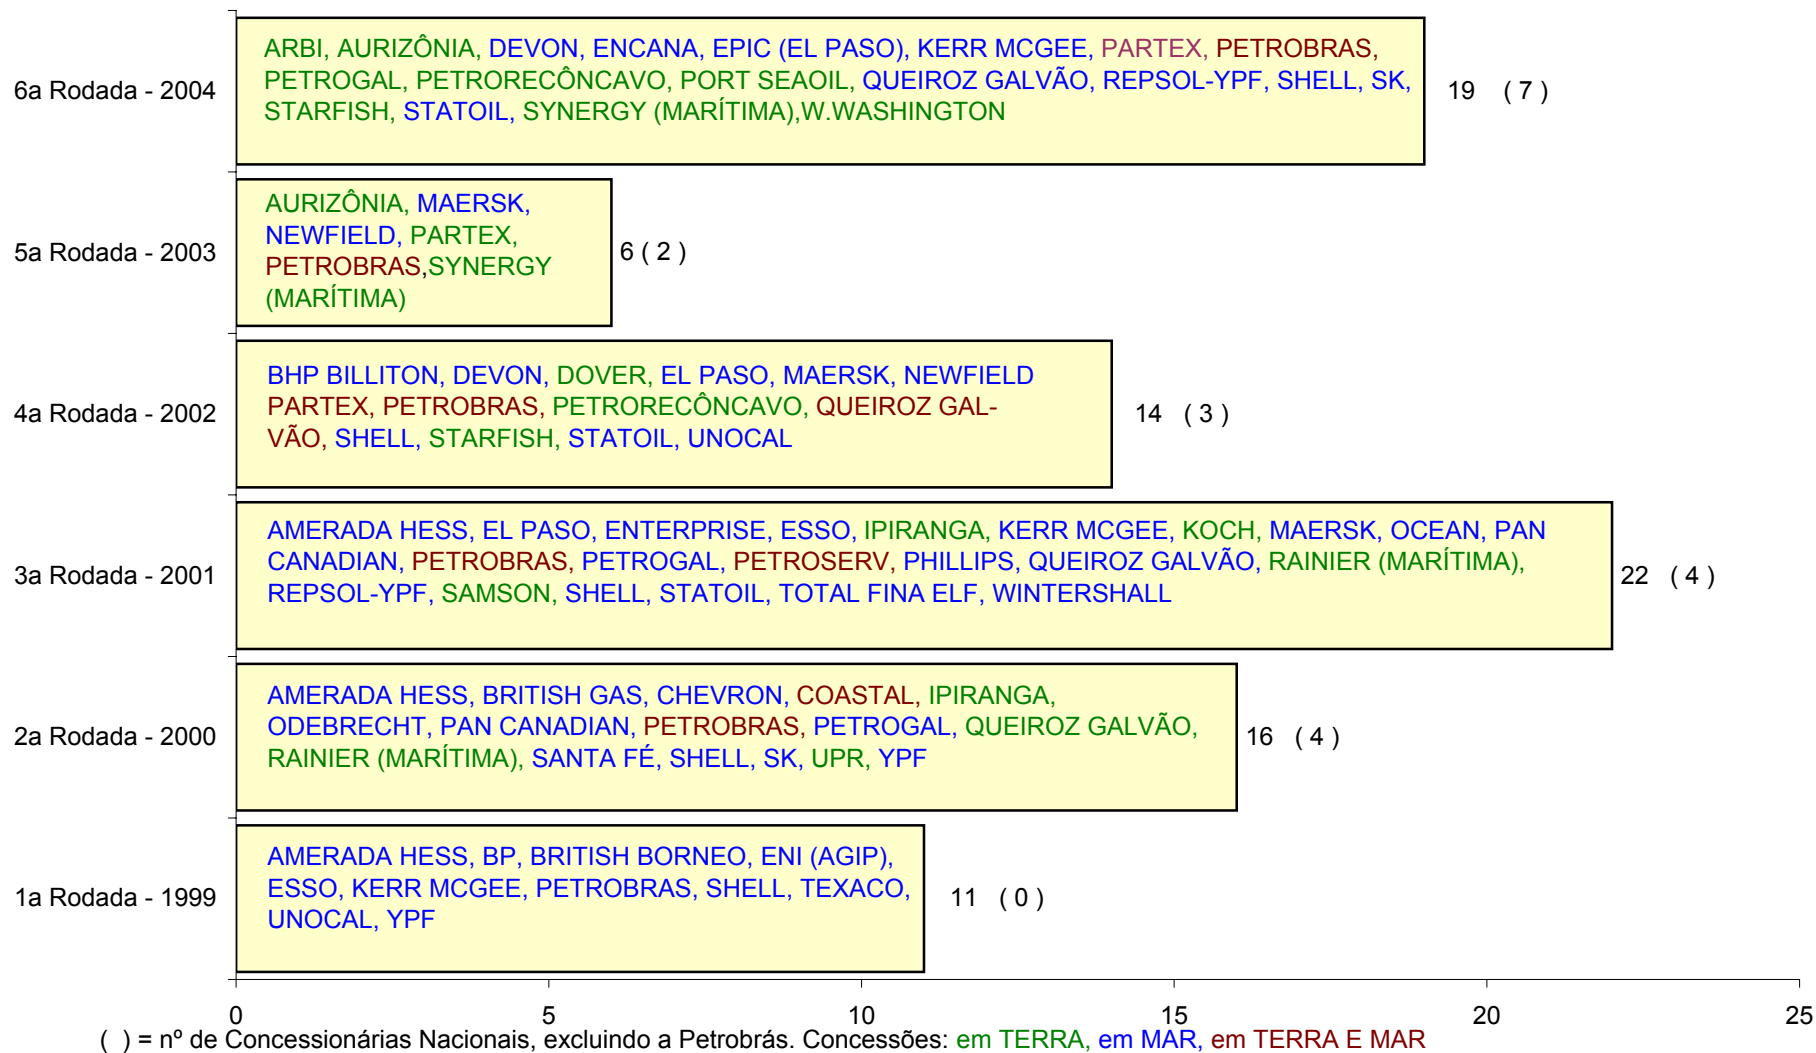 6a Rodada - 2004
ARBI, AURIZÔNIA, DEVON, ENCANA, EPIC (EL PASO), KERR MCGEE, PARTEX, PETROBRAS,
PETROGAL, PETRORECÔNCAVO, PORT SEAOIL, QUEIROZ GALVÃO, REPSOL-YPF, SHELL, SK,
STARFISH, STATOIL, SYNERGY (MARÍTIMA),W.WASHINGTON
19 ( 7 )
5a Rodada - 2003
AURIZÔNIA, MAERSK,
NEWFIELD, PARTEX,
PETROBRAS,SYNERGY
(MARÍTIMA)
6 ( 2 )
4a Rodada - 2002
BHP BILLITON, DEVON, DOVER, EL PASO, MAERSK, NEWFIELD
PARTEX, PETROBRAS, PETRORECÔNCAVO, QUEIROZ GAL-
VÃO, SHELL, STARFISH, STATOIL, UNOCAL
14 ( 3 )
3a Rodada - 2001
AMERADA HESS, EL PASO, ENTERPRISE, ESSO, IPIRANGA, KERR MCGEE, KOCH, MAERSK, OCEAN, PAN
CANADIAN, PETROBRAS, PETROGAL, PETROSERV, PHILLIPS, QUEIROZ GALVÃO, RAINIER (MARÍTIMA),
REPSOL-YPF, SAMSON, SHELL, STATOIL, TOTAL FINA ELF, WINTERSHALL
22 ( 4 )
2a Rodada - 2000
AMERADA HESS, BRITISH GAS, CHEVRON, COASTAL, IPIRANGA,
ODEBRECHT, PAN CANADIAN, PETROBRAS, PETROGAL, QUEIROZ GALVÃO,
RAINIER (MARÍTIMA), SANTA FÉ, SHELL, SK, UPR, YPF
16 ( 4 )
1a Rodada - 1999
AMERADA HESS, BP, BRITISH BORNEO, ENI (AGIP),
ESSO, KERR MCGEE, PETROBRAS, SHELL, TEXACO,
UNOCAL, YPF
11 ( 0 )
0 5 10 15 20 25
( ) = nº de Concessionárias Nacionais, excluindo a Petrobrás. Concessões: em TERRA, em MAR, em TERRA E MAR